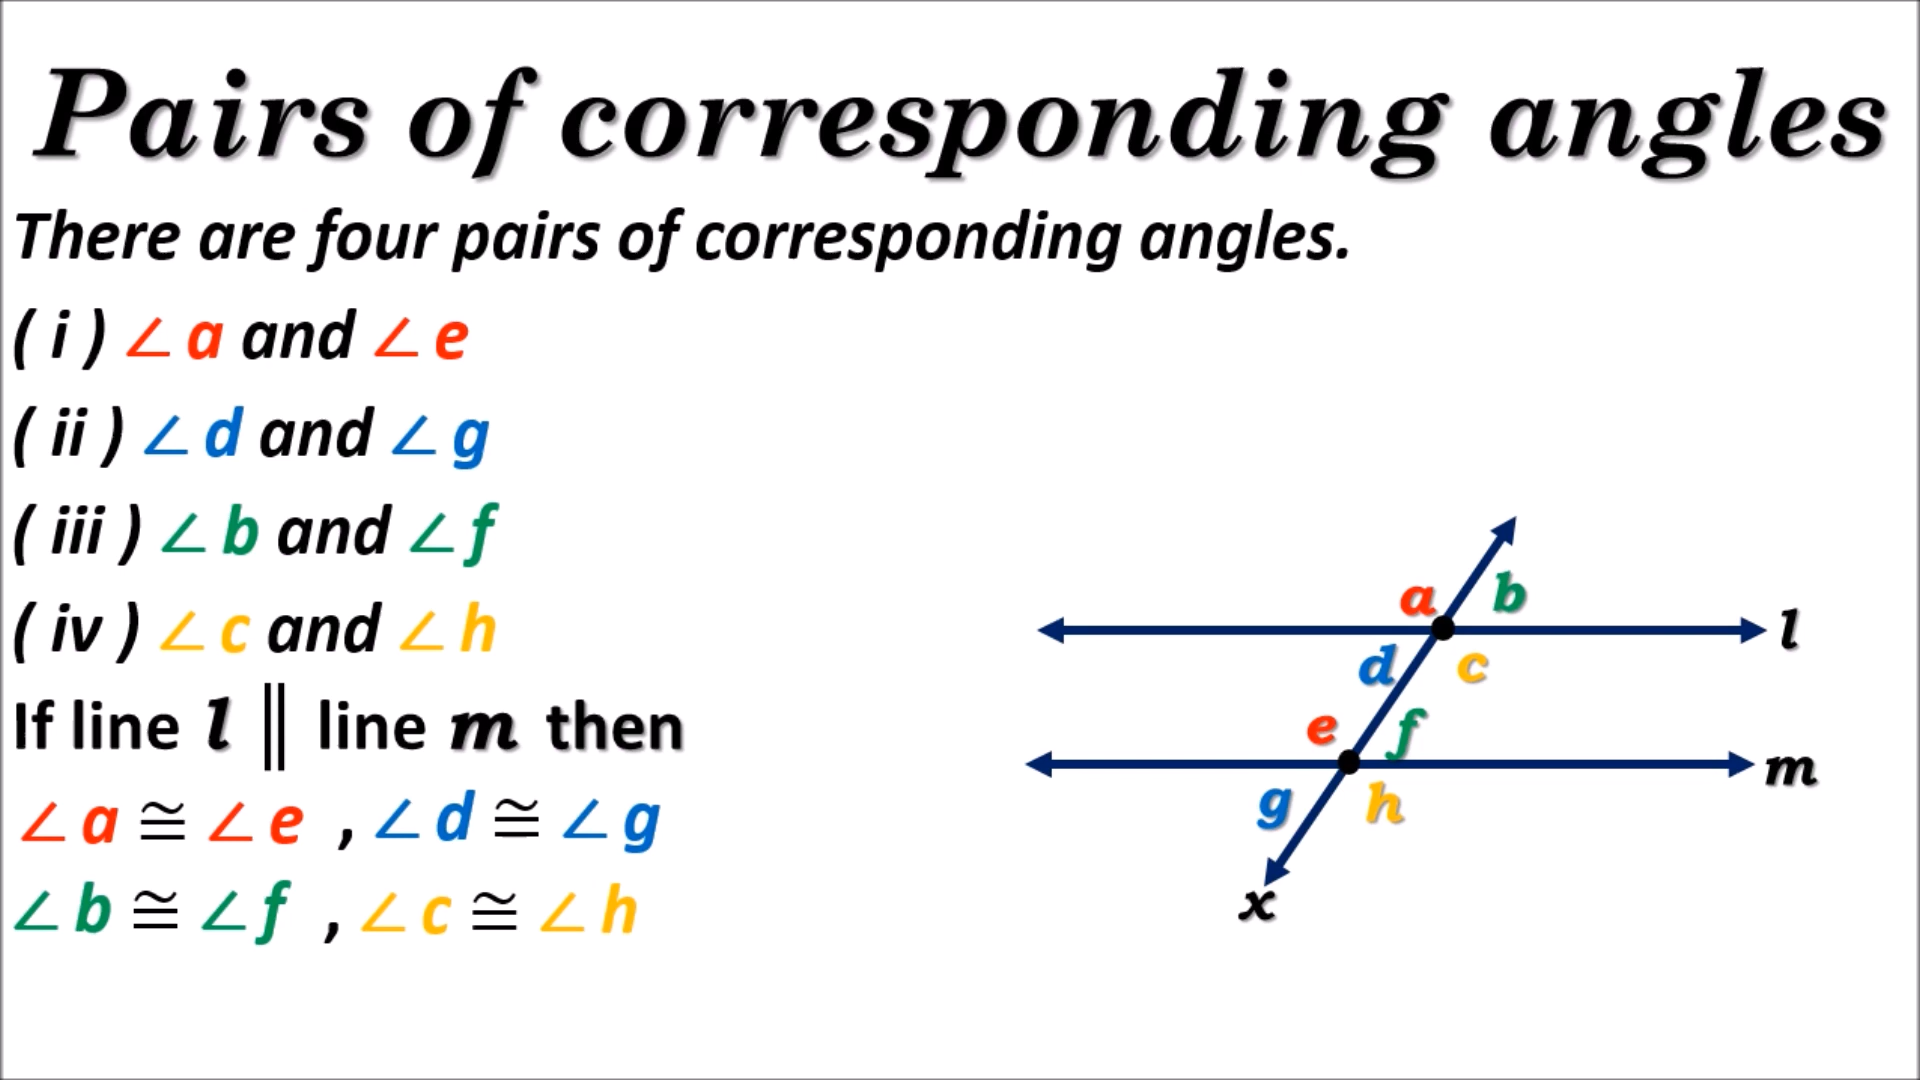 Pairs of corresponding angles
There are four pairs of corresponding angles.
( i ) ∠ a and ∠ e
( ii ) ∠ d and ∠ g
( iii ) ∠ b and ∠ f
( iv ) ∠ c and ∠ h
If line l ∥ line m then
∠ a ≅ ∠ e , ∠ d ≅ ∠ g
∠ b ≅ ∠ f , ∠ c ≅ ∠ h
a b
l
d c
e f
m
g h
x